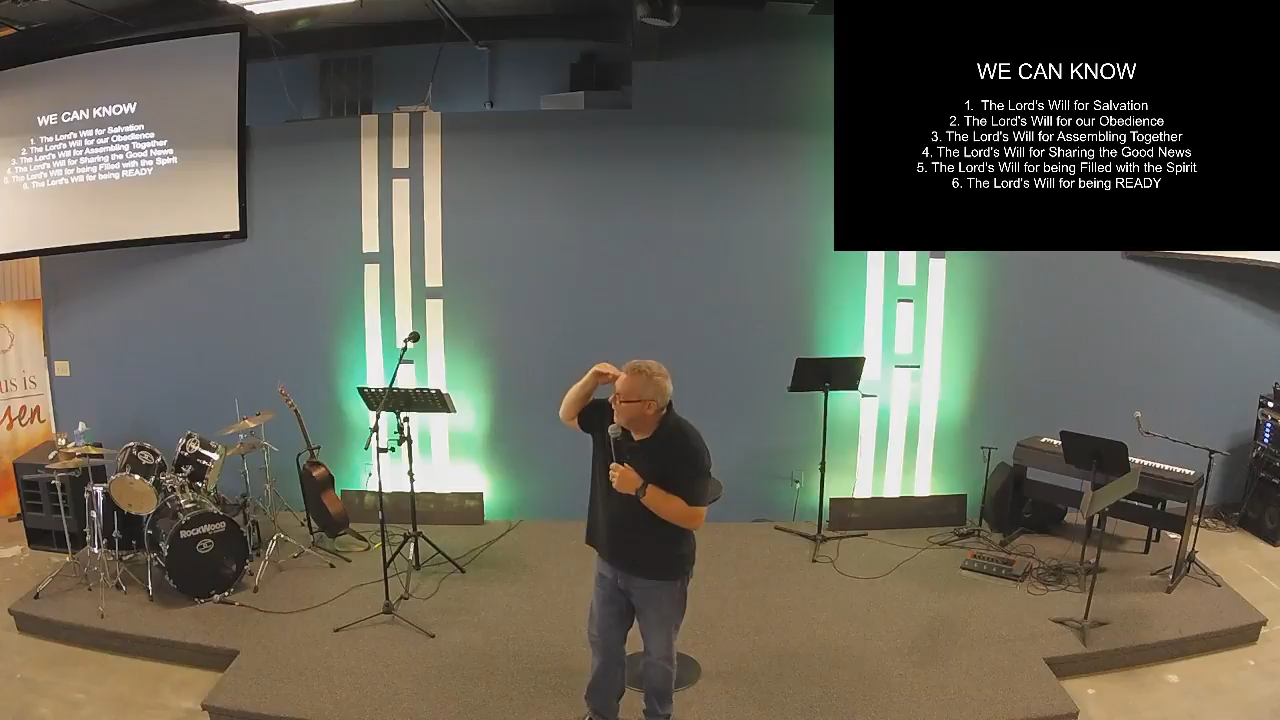 WE CAN KNOW
1. The Lord's Will for Salvation
2. The Lord's Will for our Obedience
3. The Lord's Will for Assembling Together
4. The Lord's Will for Sharing the Good News
5. The Lord's Will for being Filled with the Spirit
6. The Lord's Will for being READY
WE CAN KNOW
1. The Lord's Will for Salvation
2. The Lord's Will for our Obedience
3. The Lord's Will for Assembling Together
4. The Lord's Will for Sharing the Good News
5. The Lord's Will for being Filled with the Spirit
6. The Lord's Will for being READY
us is
sen
ROCKWOOD